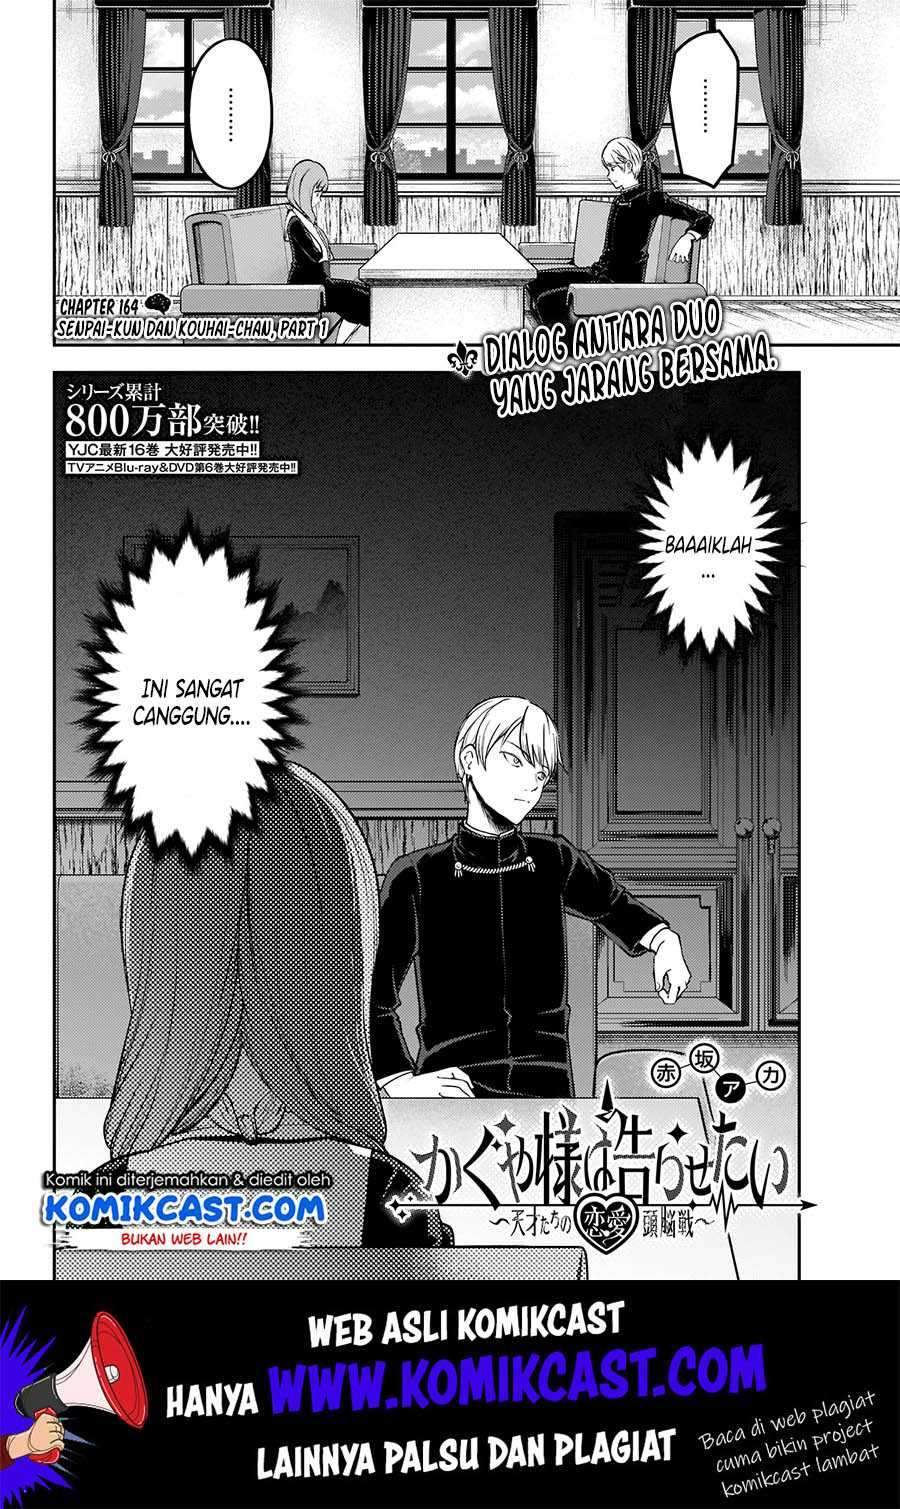 ………
………
CHAPTER 164
SENPAI-KUN DAN KOUHAI-CHAN, PART 1
DIALOG ANTARA DUO
YANG JARANG BERSAMA.
シリーズ累計
800万部突破!!
YJC最新16巻 大好評発売中!!
TVアニメBlu-ray&DVD第6巻大好評発売中!!
BAAAIKLAH
...
INI SANGAT
CANGGUNG....
赤坂アカ
かぐや様は告らせたい
～天才たちの恋愛頭脳戦～
Komik ini diterjemahkan & diedit oleh
KOMIKCAST.COM
BUKAN WEB LAIN!!
WEB ASLI KOMIKCAST
HANYA WWW.KOMIKCAST.COM
LAINNYA PALSU DAN PLAGIAT
Baca di web plagiat
cuma bikin project
komikcast lambat